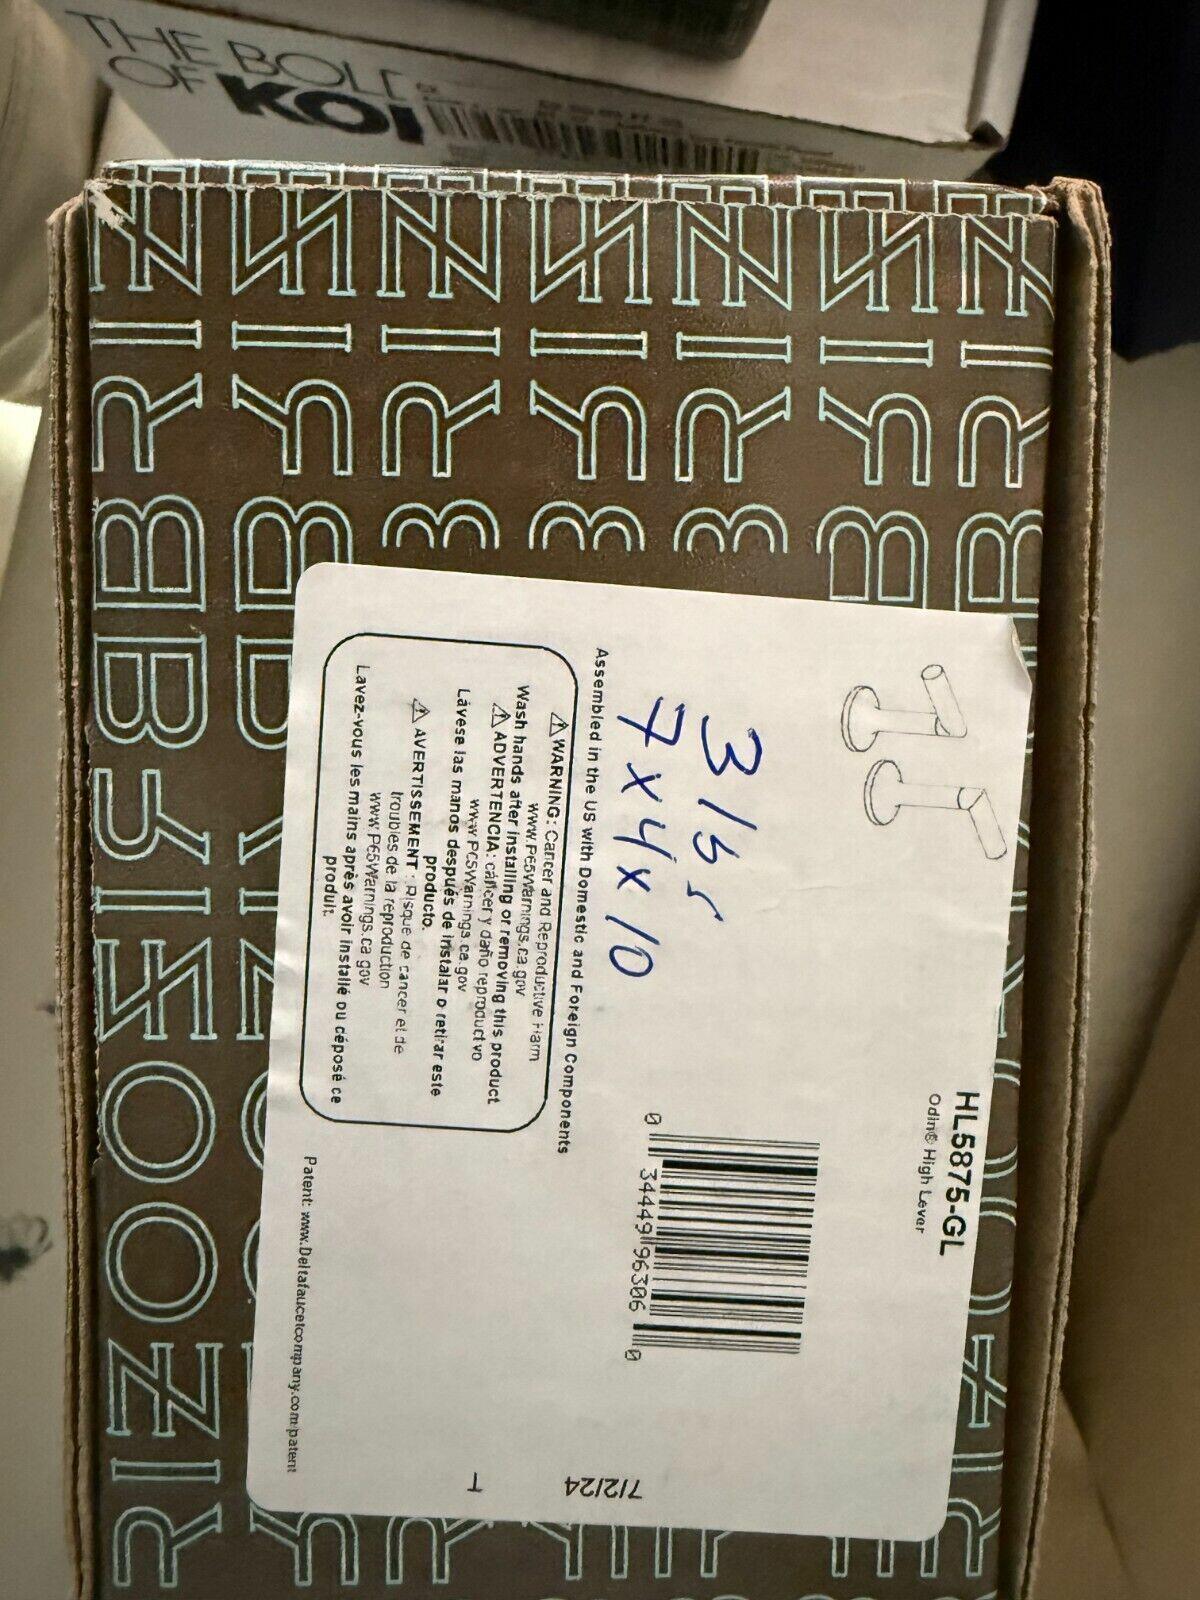 THE BOLD
OF KOI
BRIZO
HL5875-GL
Odin® High Lever
3 lbs
7 x 4 x 10
0 34449 96306 0
Assembled in the US with Domestic and Foreign Components
⚠WARNING: Cancer and Reproductive Harm
www.P65Warnings.ca.gov
Wash hands after installing or removing this product
⚠ADVERTENCIA: cáncer y daño reproductivo
www.P65Warnings.ca.gov
Lávese las manos después de instalar o retirar este
producto.
⚠ AVERTISSEMENT : Risque de cancer et de
troubles de la reproduction
www.P65Warnings.ca.gov
Lavez-vous les mains après avoir installé ou déposé ce
produit.
Patent: www.Deltafaucetcompany.com/patent
7/2/24
T